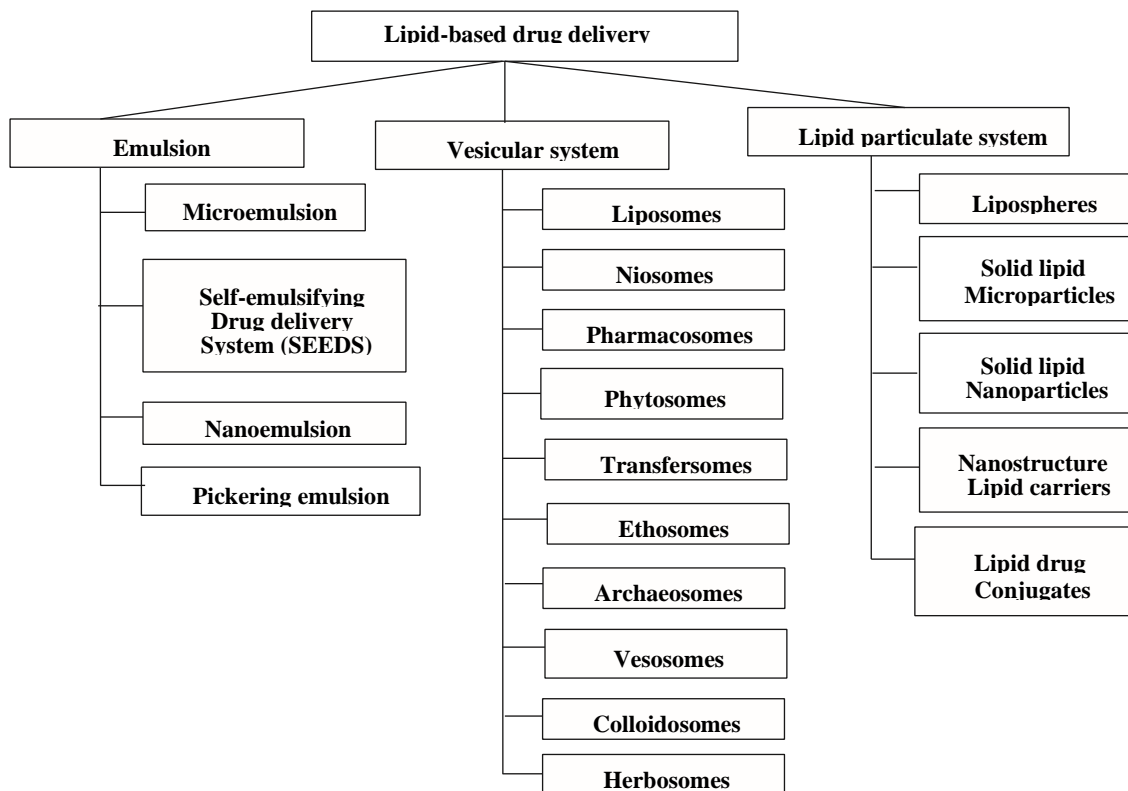 Lipid-based drug delivery
Emulsion
Microemulsion
Self-emulsifying
Drug delivery
System (SEEDS)
Nanoemulsion
Pickering emulsion
Vesicular system
Liposomes
Niosomes
Pharmacosomes
Phytosomes
Transfersomes
Ethosomes
Archaeosomes
Vesosomes
Colloidosomes
Herbosomes
Lipid particulate system
Lipospheres
Solid lipid
Microparticles
Solid lipid
Nanoparticles
Nanostructure
Lipid carriers
Lipid drug
Conjugates